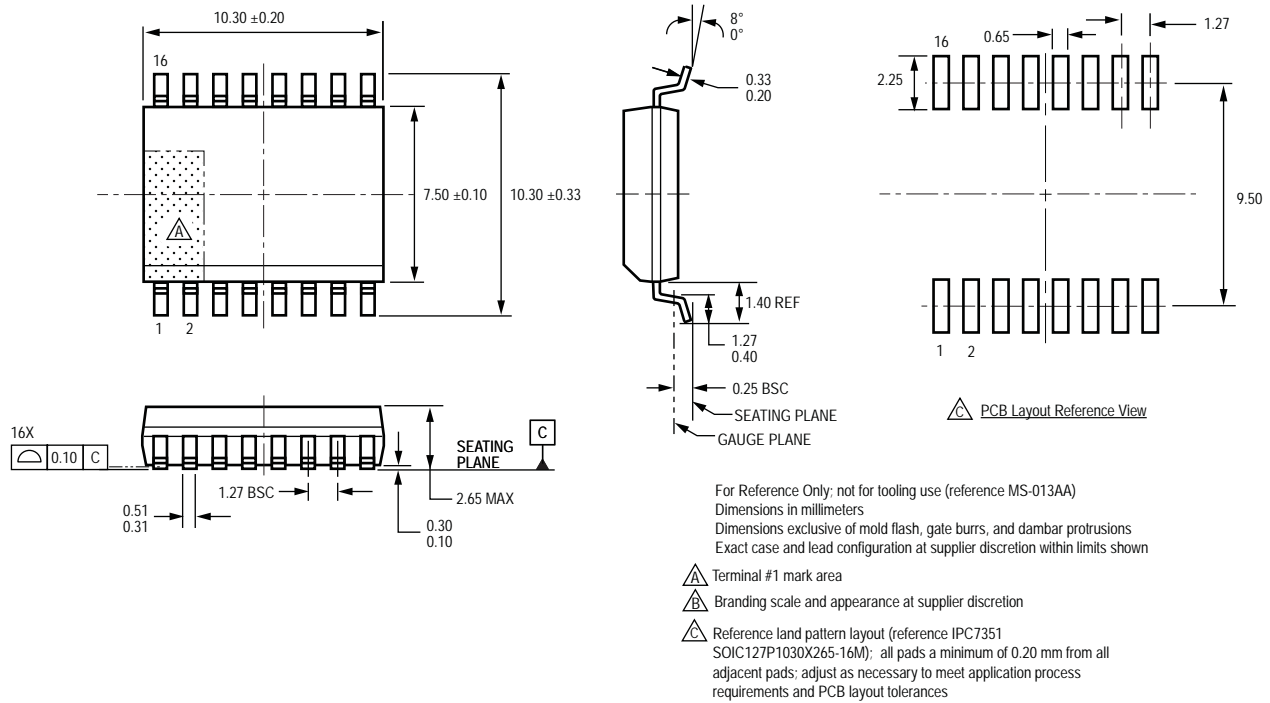 10.30 ±0.20
16
7.50 ±0.10
10.30 ±0.33
A
1 2
8°
0°
0.33
0.20
1.40 REF
1.27
0.40
0.25 BSC
SEATING PLANE
GAUGE PLANE
1.27
0.65
16
2.25
9.50
1 2
C PCB Layout Reference View
16X
0.10 C
SEATING
PLANE
C
1.27 BSC
2.65 MAX
0.51
0.31
0.30
0.10
For Reference Only; not for tooling use (reference MS-013AA)
Dimensions in millimeters
Dimensions exclusive of mold flash, gate burrs, and dambar protrusions
Exact case and lead configuration at supplier discretion within limits shown
A Terminal #1 mark area
B Branding scale and appearance at supplier discretion
C Reference land pattern layout (reference IPC7351
SOIC127P1030X265-16M); all pads a minimum of 0.20 mm from all
adjacent pads; adjust as necessary to meet application process
requirements and PCB layout tolerances